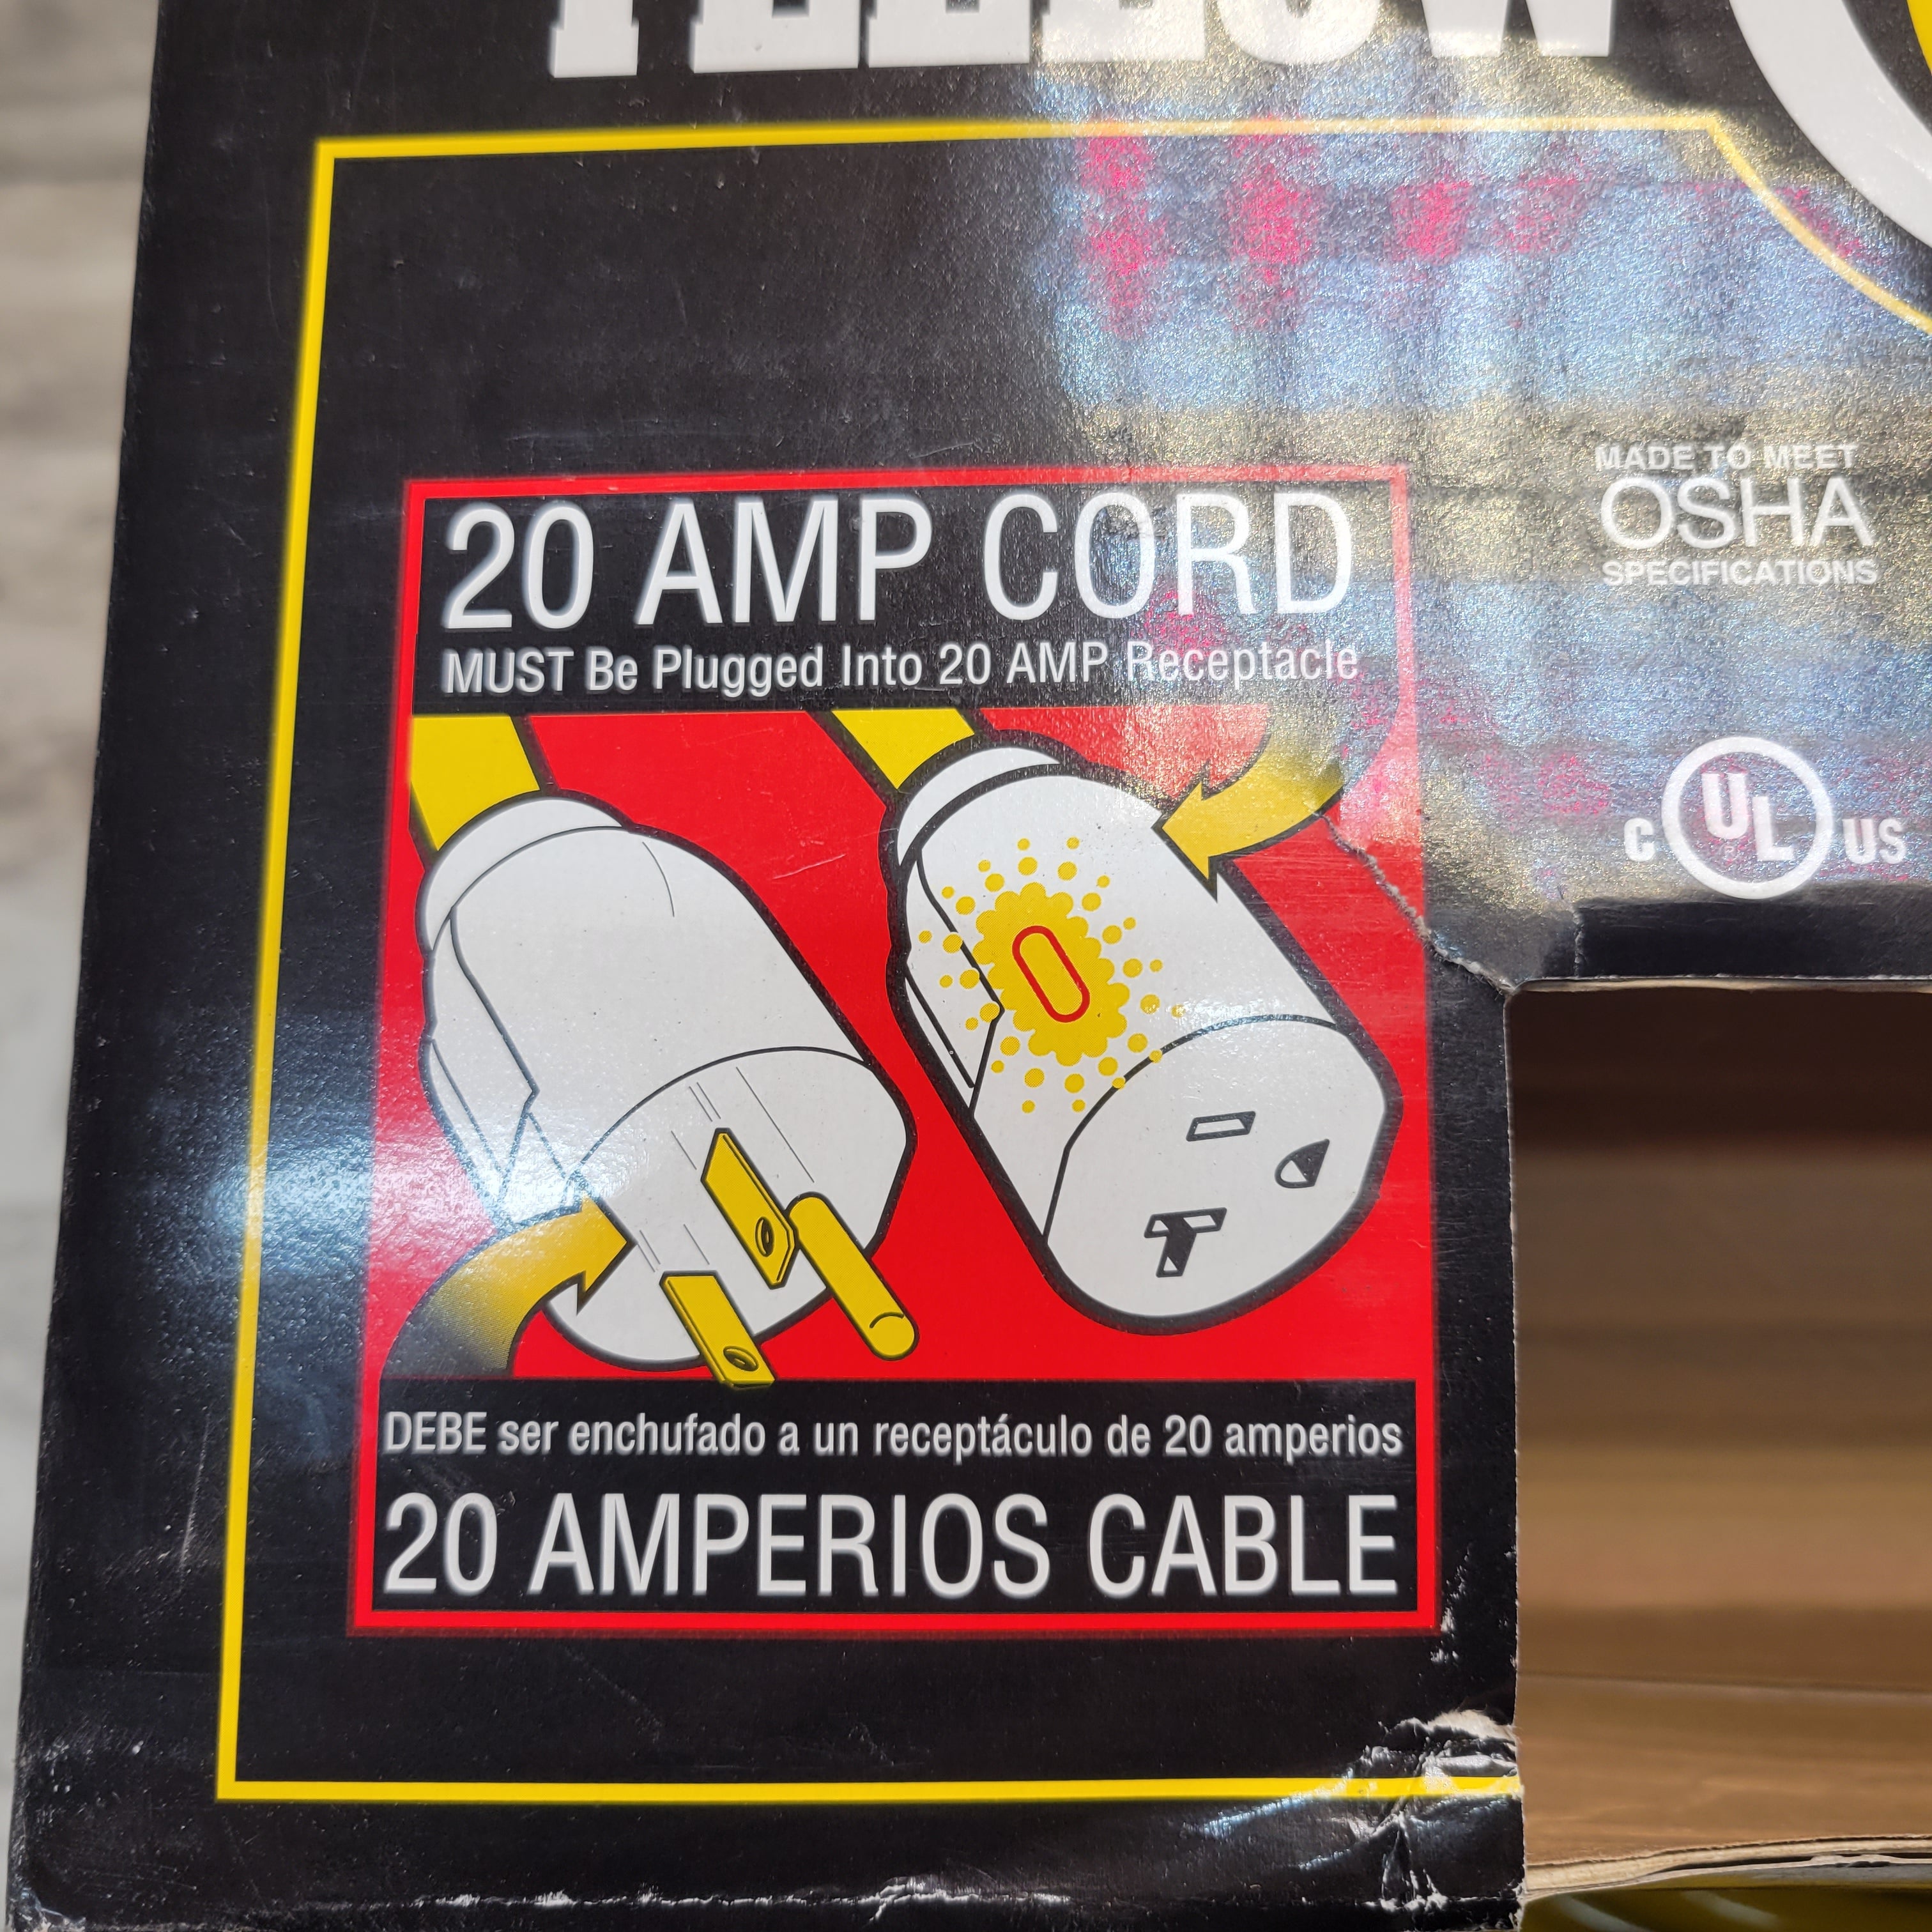 YELLOW
MADE TO MEET
OSHA
SPECIFICATIONS
20 AMP CORD
MUST Be Plugged Into 20 AMP Receptacle
C UL US
DEBE ser enchufado a un receptáculo de 20 amperios
20 AMPERIOS CABLE